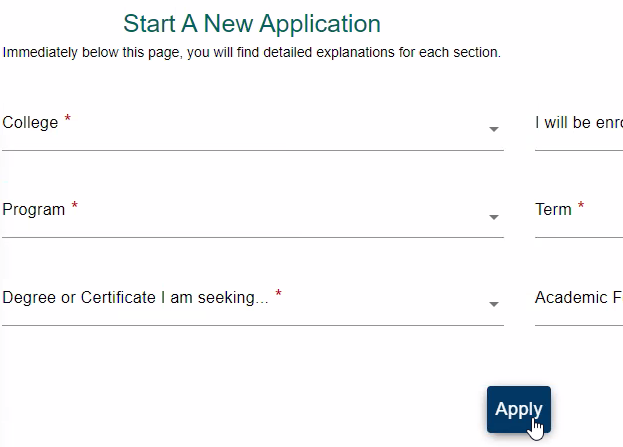 Start A New Application
Immediately below this page, you will find detailed explanations for each section.
College *
I will be
Program *
Term *
Degree or Certificate I am seeking... *
Academic
Apply